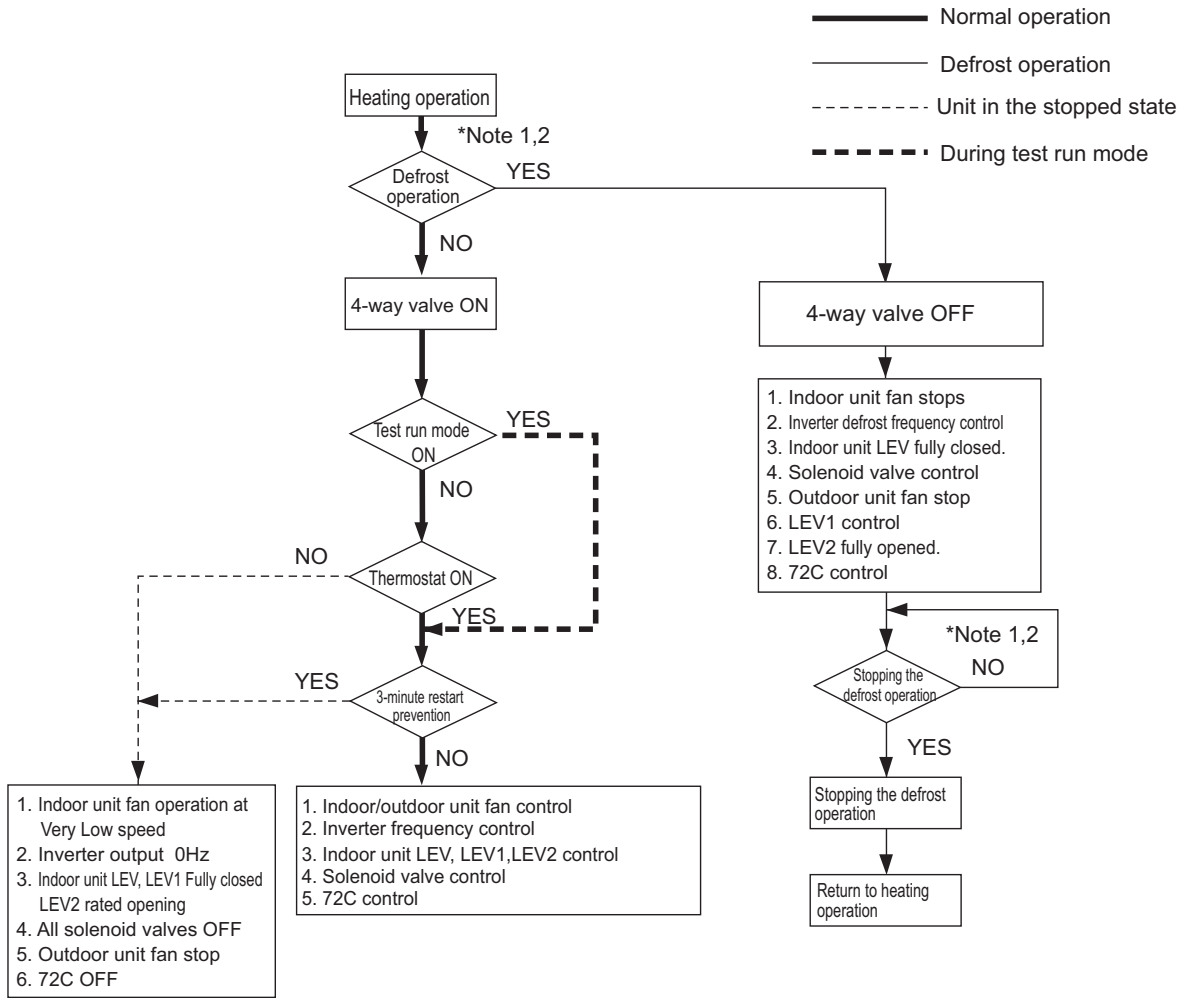 Normal operation
Defrost operation
Unit in the stopped state
During test run mode
Heating operation
*Note 1,2
Defrost
operation
YES
NO
4-way valve ON
4-way valve OFF
Test run mode
ON
YES
NO
1. Indoor unit fan stops
2. Inverter defrost frequency control
3. Indoor unit LEV fully closed.
4. Solenoid valve control
5. Outdoor unit fan stop
6. LEV1 control
7. LEV2 fully opened.
8. 72C control
NO
Thermostat ON
YES
*Note 1,2
NO
Stopping the
defrost operation
YES
YES
3-minute restart
prevention
NO
1. Indoor unit fan operation at
Very Low speed
2. Inverter output 0Hz
3. Indoor unit LEV, LEV1 Fully closed
LEV2 rated opening
4. All solenoid valves OFF
5. Outdoor unit fan stop
6. 72C OFF
1. Indoor/outdoor unit fan control
2. Inverter frequency control
3. Indoor unit LEV, LEV1,LEV2 control
4. Solenoid valve control
5. 72C control
Stopping the defrost
operation
Return to heating
operation